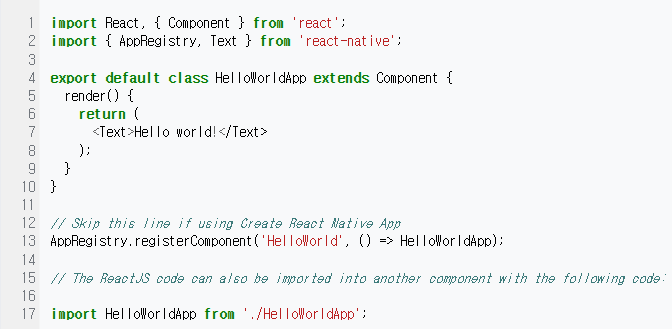 1 import React, { Component } from 'react';
2 import { AppRegistry, Text } from 'react-native';
3
4 export default class HelloWorldApp extends Component {
5   render() {
6     return (
7       <Text>Hello world!</Text>
8     );
9   }
10 }
11
12 // Skip this line if using Create React Native App
13 AppRegistry.registerComponent('HelloWorld', () => HelloWorldApp);
14
15 // The ReactJS code can also be imported into another component with the following code:
16
17 import HelloWorldApp from './HelloWorldApp';